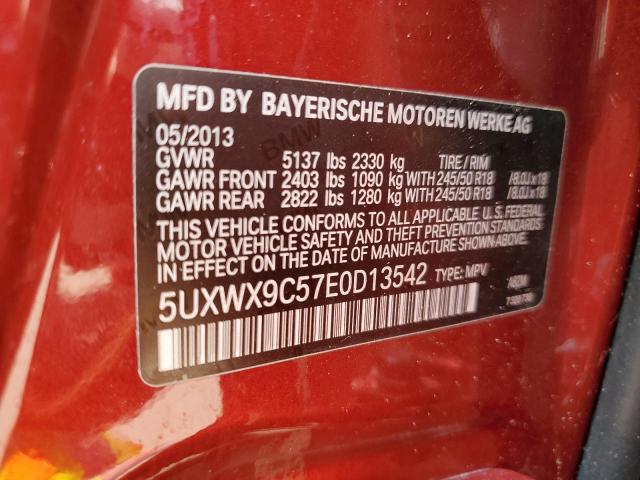 MFD BY BAYERISCHE MOTOREN WERKE AG
05/2013
GVWR 5137 lbs 2330 kg TIRE / RIM
GAWR FRONT 2403 lbs 1090 kg WITH 245/50 R18 /8.0J x 18
GAWR REAR 2822 lbs 1280 kg WITH 245/50 R18 /8.0J x 18
THIS VEHICLE CONFORMS TO ALL APPLICABLE U.S. FEDERAL
MOTOR VEHICLE SAFETY AND THEFT PREVENTION STANDARDS
IN EFFECT ON THE DATE OF MANUFACTURE SHOWN ABOVE.
5UXWX9C57E0D13542 TYPE: MPV